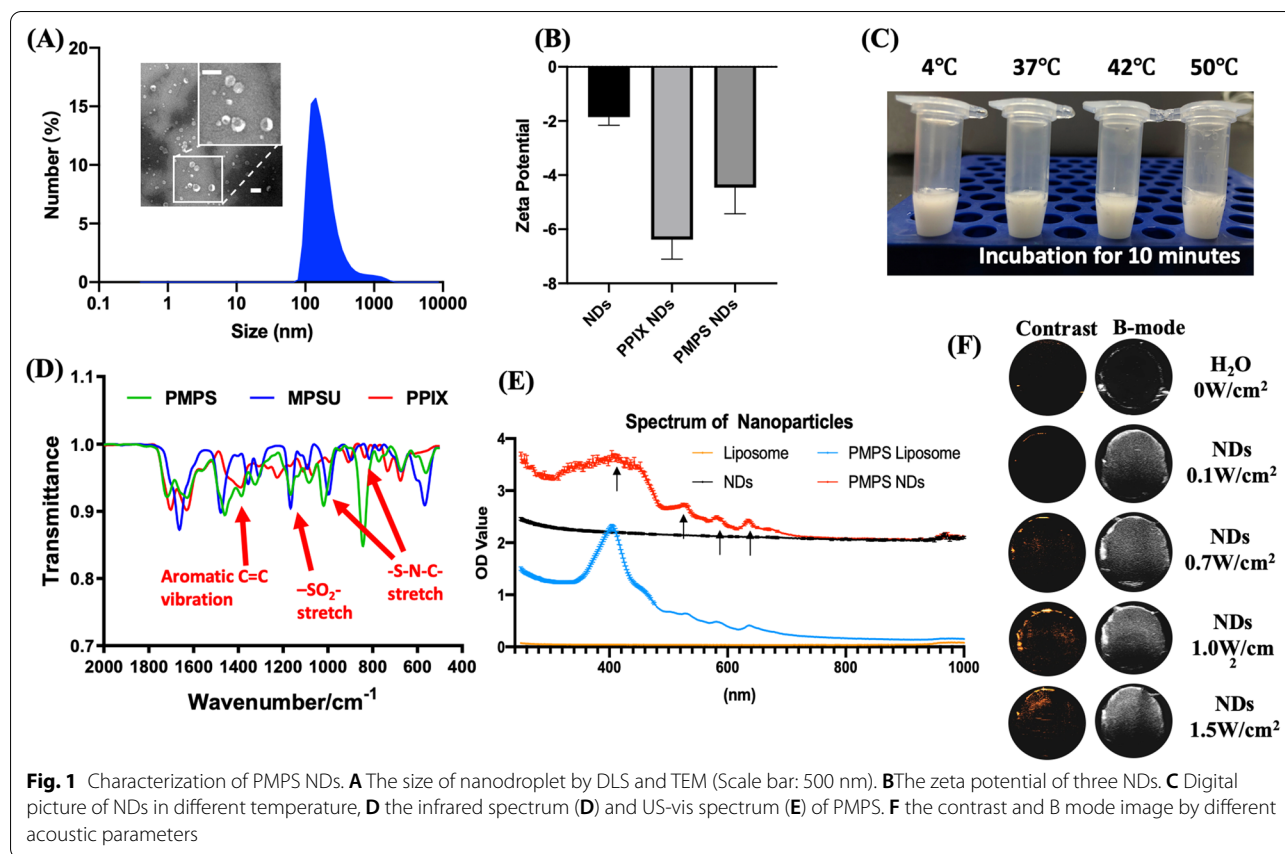 (A)
20
15
10
5
0
Number (%)
0.1 1 10 100 1000 10000
Size (nm)
(B)
0
-2
-4
-6
-8
Zeta Potential
NDs
PPIX NDs
PMPS NDs
(C)
4℃ 37℃ 42℃ 50℃
Incubation for 10 minutes
(D)
1.1
1.0
0.9
0.8
0.7
Transmittance
PMPS MPSU PPIX
Aromatic C=C
vibration
–SO₂-
stretch
-S-N-C-
stretch
2000 1600 1200 1000 800 600 400
Wavenumber/cm⁻¹
(E)
Spectrum of Nanoparticles
Liposome PMPS Liposome
NDs PMPS NDs
4
3
2
1
0
OD Value
400 600 800 1000
(nm)
(F)
Contrast B-mode
H₂O
0W/cm²
NDs
0.1W/cm²
NDs
0.7W/cm²
NDs
1.0W/cm
2
NDs
1.5W/cm²
Fig. 1 Characterization of PMPS NDs. A The size of nanodroplet by DLS and TEM (Scale bar: 500 nm). BThe zeta potential of three NDs. C Digital
picture of NDs in different temperature, D the infrared spectrum (D) and US-vis spectrum (E) of PMPS. F the contrast and B mode image by different
acoustic parameters